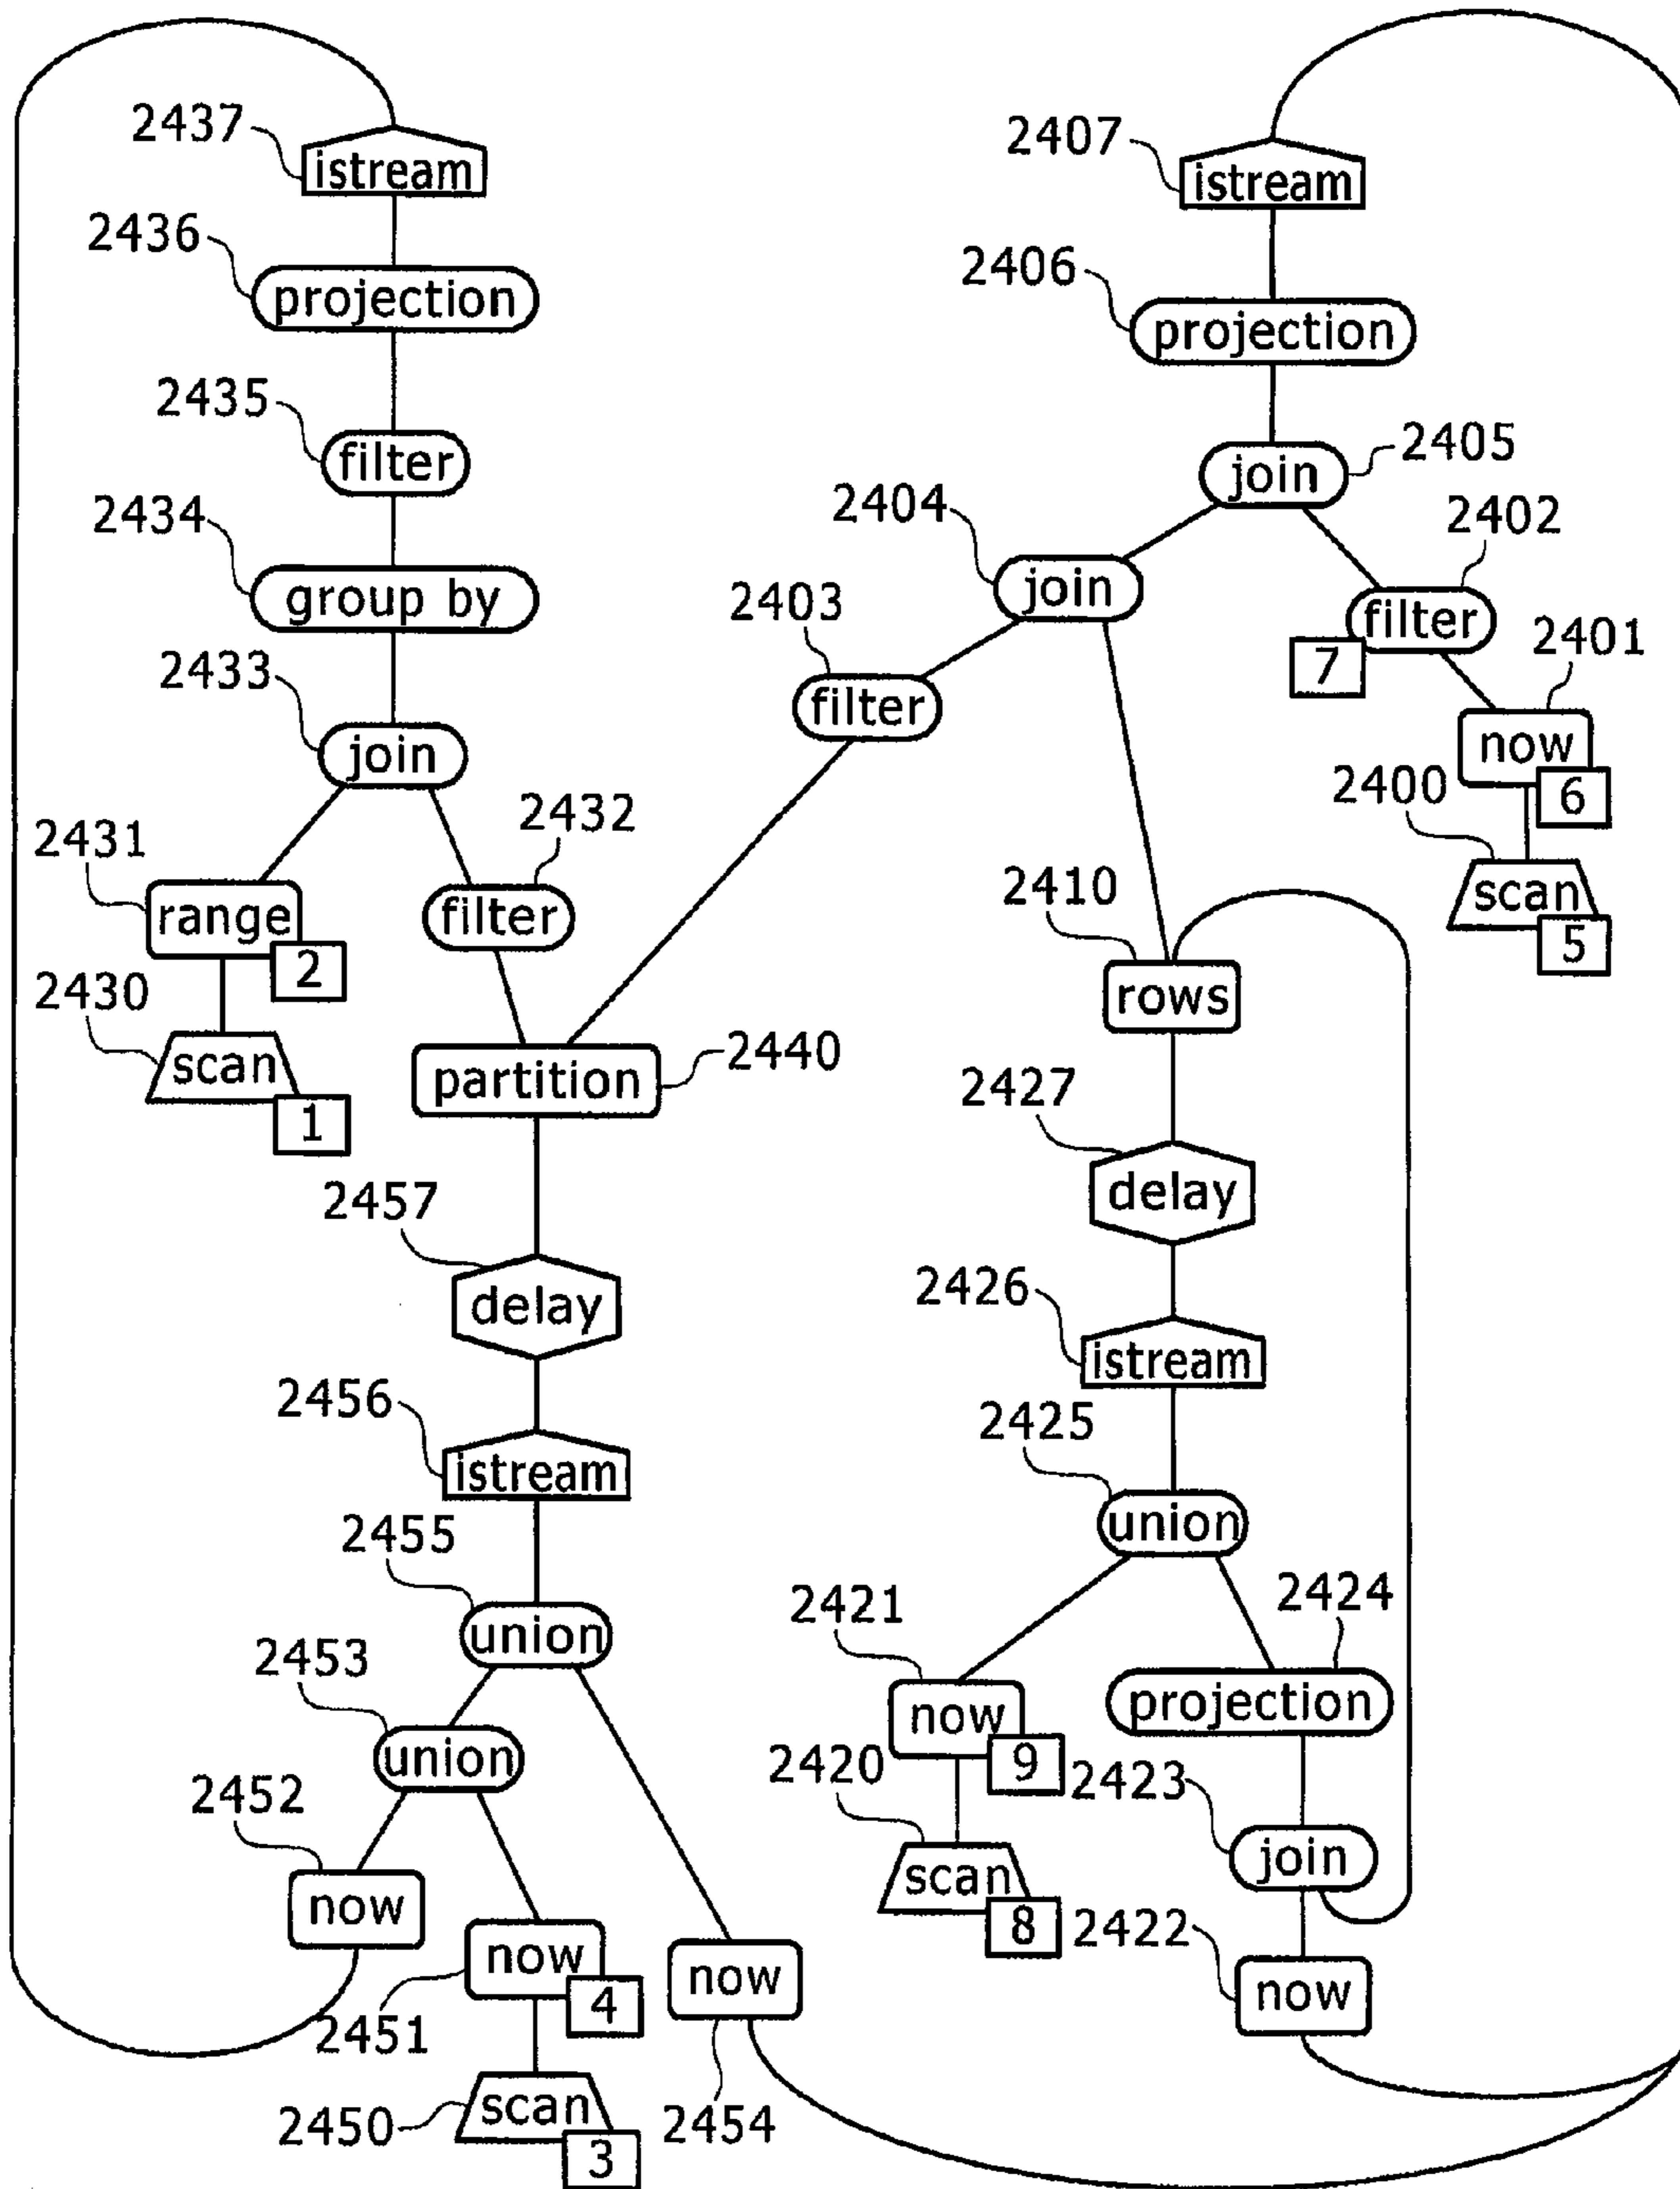 2437
istream
2407
istream
2436
projection
2406
projection
2435
filter
2405
join
2434
group by
2404
join
2402
filter
7
2403
filter
2401
now
6
2433
join
2400
scan
5
2431
range
2
2432
filter
2410
rows
2430
scan
1
partition
2440
2427
delay
2457
delay
2426
istream
2456
istream
2425
union
2455
union
2421
now
9
2424
projection
2453
union
2420
scan
8
2423
join
2452
now
now
4
2451
now
2454
2422
now
2450
scan
3